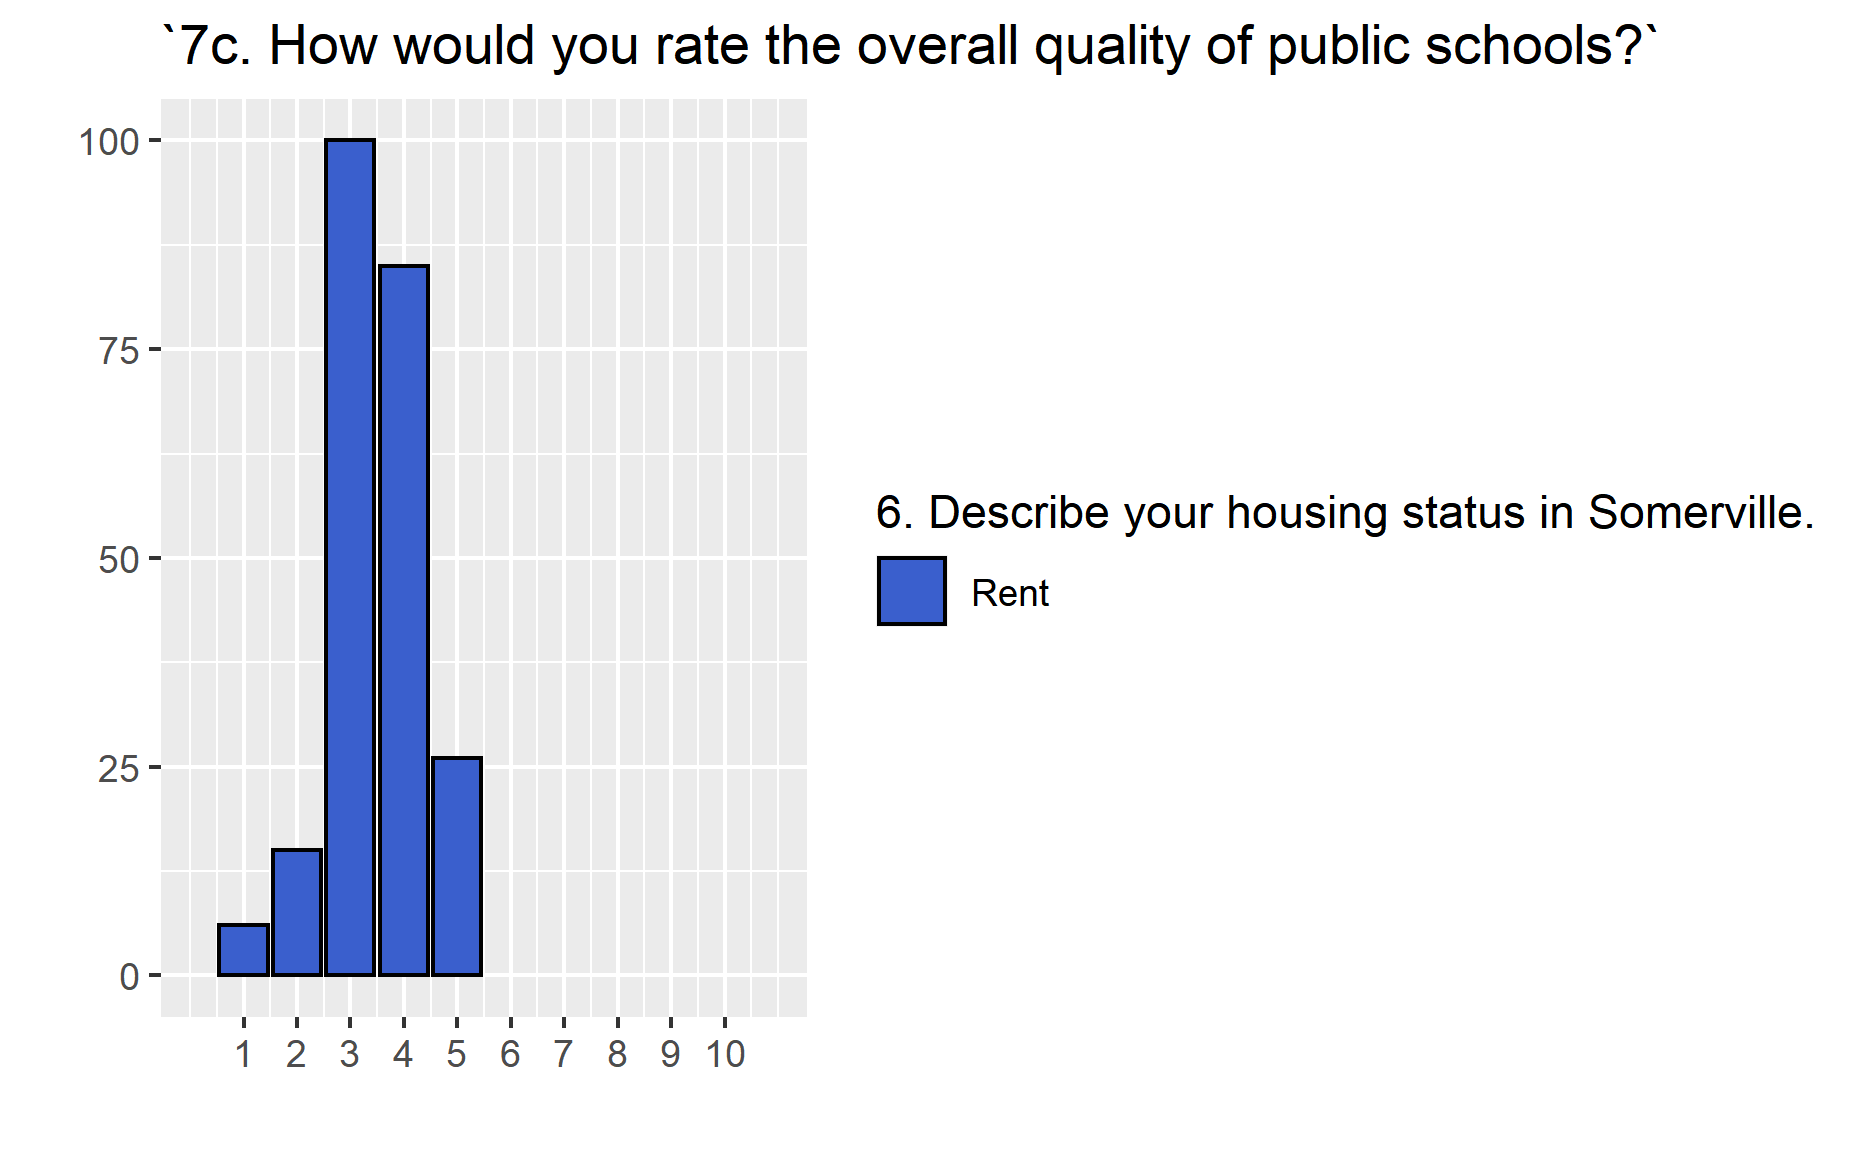 `7c. How would you rate the overall quality of public schools?`
100
75
50
25
0
1 2 3 4 5 6 7 8 9 10
6. Describe your housing status in Somerville.
Rent